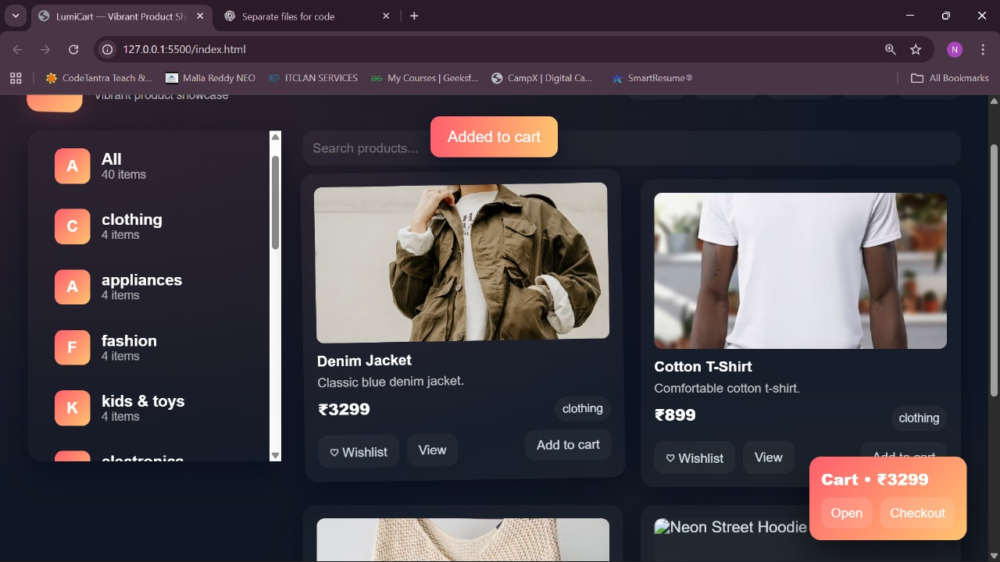 LumiCart — Vibrant Product Sh
Separate files for code
127.0.0.1:5500/index.html
N
CodeTantra Teach &...
Malla Reddy NEO
ITCLAN SERVICES
My Courses | Geeksf...
CampX | Digital Ca...
SmartResume®
All Bookmarks
Vibrant product showcase
Added to cart
Search products...
A
All
40 items
C
clothing
4 items
A
appliances
4 items
F
fashion
4 items
K
kids & toys
4 items
electronics
Denim Jacket
Classic blue denim jacket.
₹3299
clothing
♡ Wishlist
View
Add to cart
Cotton T-Shirt
Comfortable cotton t-shirt.
₹899
clothing
♡ Wishlist
View
Add to cart
Cart • ₹3299
Open
Checkout
Neon Street Hoodie